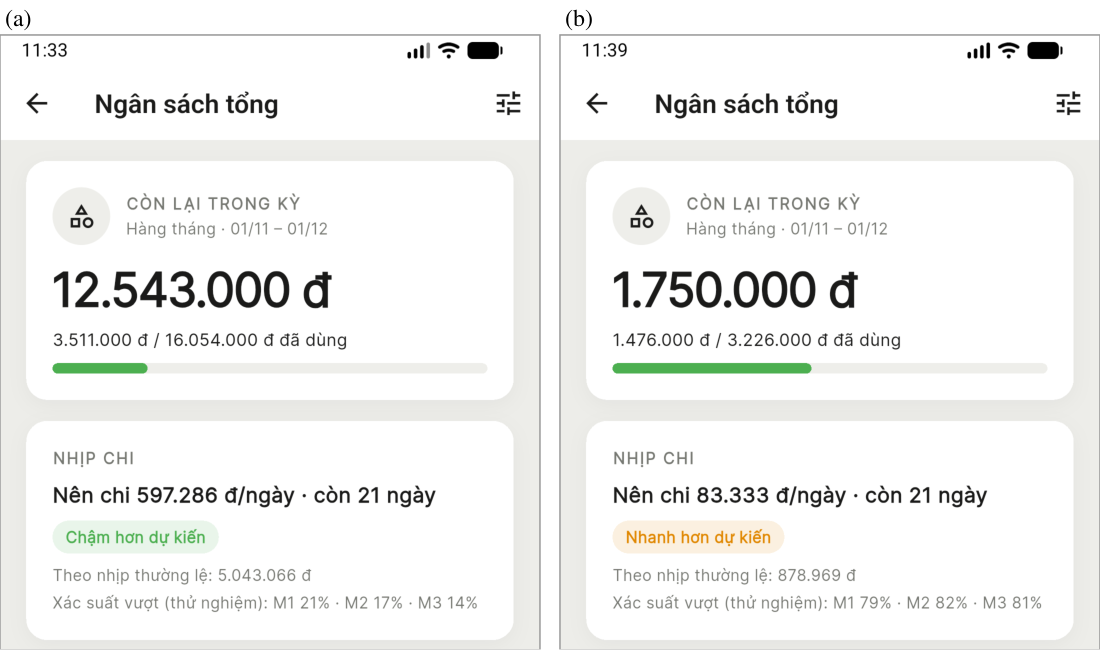 (a)
11:33
Ngân sách tổng
CÒN LẠI TRONG KỲ
Hàng tháng · 01/11 – 01/12
12.543.000 đ
3.511.000 đ / 16.054.000 đ đã dùng
NHỊP CHI
Nên chi 597.286 đ/ngày · còn 21 ngày
Chậm hơn dự kiến
Theo nhịp thường lệ: 5.043.066 đ
Xác suất vượt (thử nghiệm): M1 21% · M2 17% · M3 14%
(b)
11:39
Ngân sách tổng
CÒN LẠI TRONG KỲ
Hàng tháng · 01/11 – 01/12
1.750.000 đ
1.476.000 đ / 3.226.000 đ đã dùng
NHỊP CHI
Nên chi 83.333 đ/ngày · còn 21 ngày
Nhanh hơn dự kiến
Theo nhịp thường lệ: 878.969 đ
Xác suất vượt (thử nghiệm): M1 79% · M2 82% · M3 81%